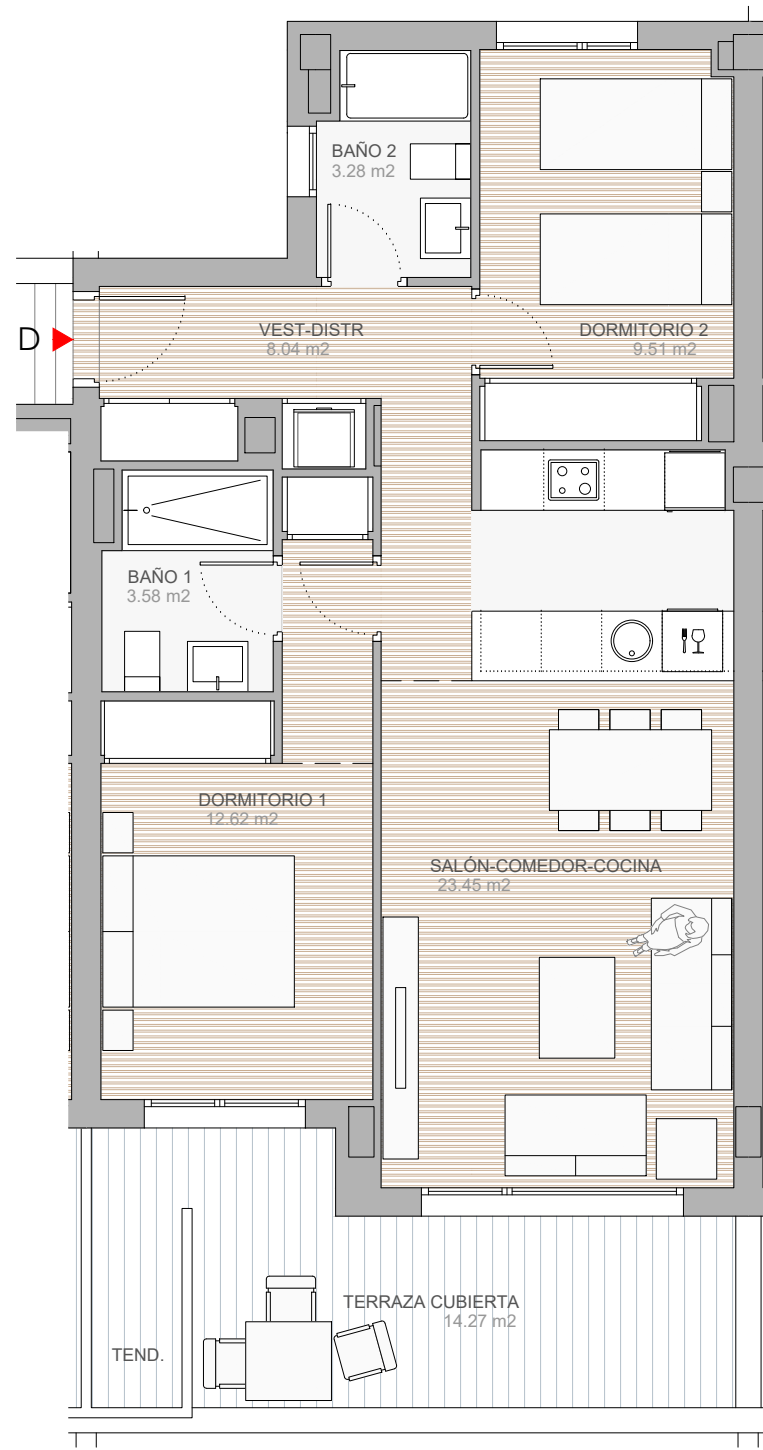 BAÑO 2
3.28 m2
D
VEST-DISTR
8.04 m2
DORMITORIO 2
9.51 m2
BAÑO 1
3.58 m2
DORMITORIO 1
12.62 m2
SALÓN-COMEDOR-COCINA
23.45 m2
TERRAZA CUBIERTA
14.27 m2
TEND.